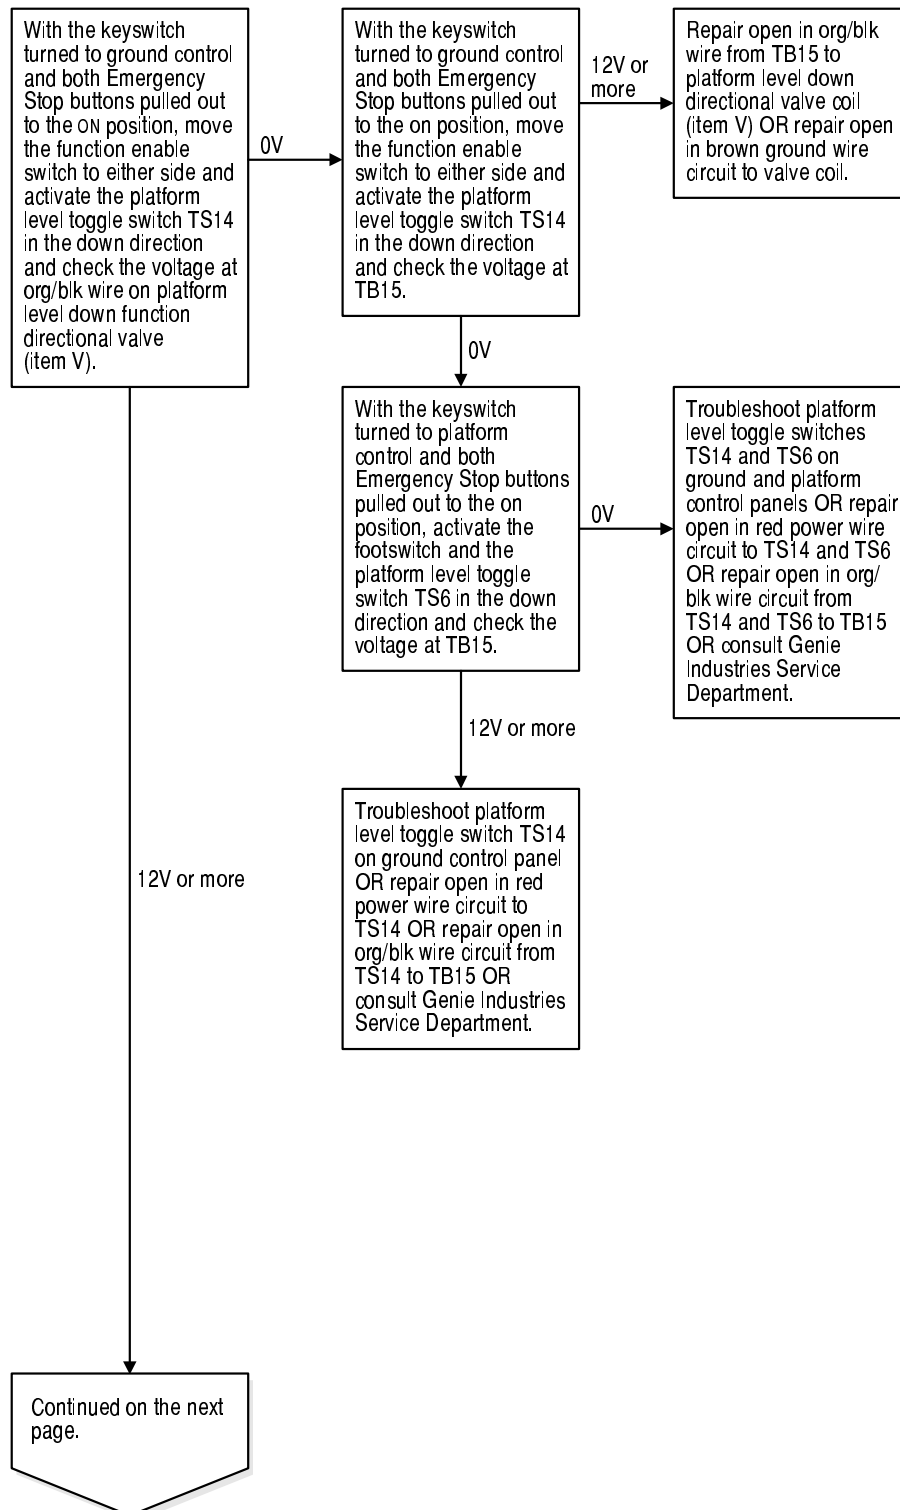 With the keyswitch
turned to ground control
and both Emergency
Stop buttons pulled out
to the ON position, move
the function enable
switch to either side and
activate the platform
level toggle switch TS14
in the down direction
and check the voltage at
org/blk wire on platform
level down function
directional valve
(item V).
0V
With the keyswitch
turned to ground control
and both Emergency
Stop buttons pulled out
to the on position, move
the function enable
switch to either side and
activate the platform
level toggle switch TS14
in the down direction
and check the voltage at
TB15.
12V or
more
Repair open in org/blk
wire from TB15 to
platform level down
directional valve coil
(item V) OR repair open
in brown ground wire
circuit to valve coil.
0V
With the keyswitch
turned to platform
control and both
Emergency Stop buttons
pulled out to the on
position, activate the
footswitch and the
platform level toggle
switch TS6 in the down
direction and check the
voltage at TB15.
0V
Troubleshoot platform
level toggle switches
TS14 and TS6 on
ground and platform
control panels OR repair
open in red power wire
circuit to TS14 and TS6
OR repair open in org/
blk wire circuit from
TS14 and TS6 to TB15
OR consult Genie
Industries Service
Department.
12V or more
Troubleshoot platform
level toggle switch TS14
on ground control panel
OR repair open in red
power wire circuit to
TS14 OR repair open in
org/blk wire circuit from
TS14 to TB15 OR
consult Genie Industries
Service Department.
12V or more
Continued on the next
page.